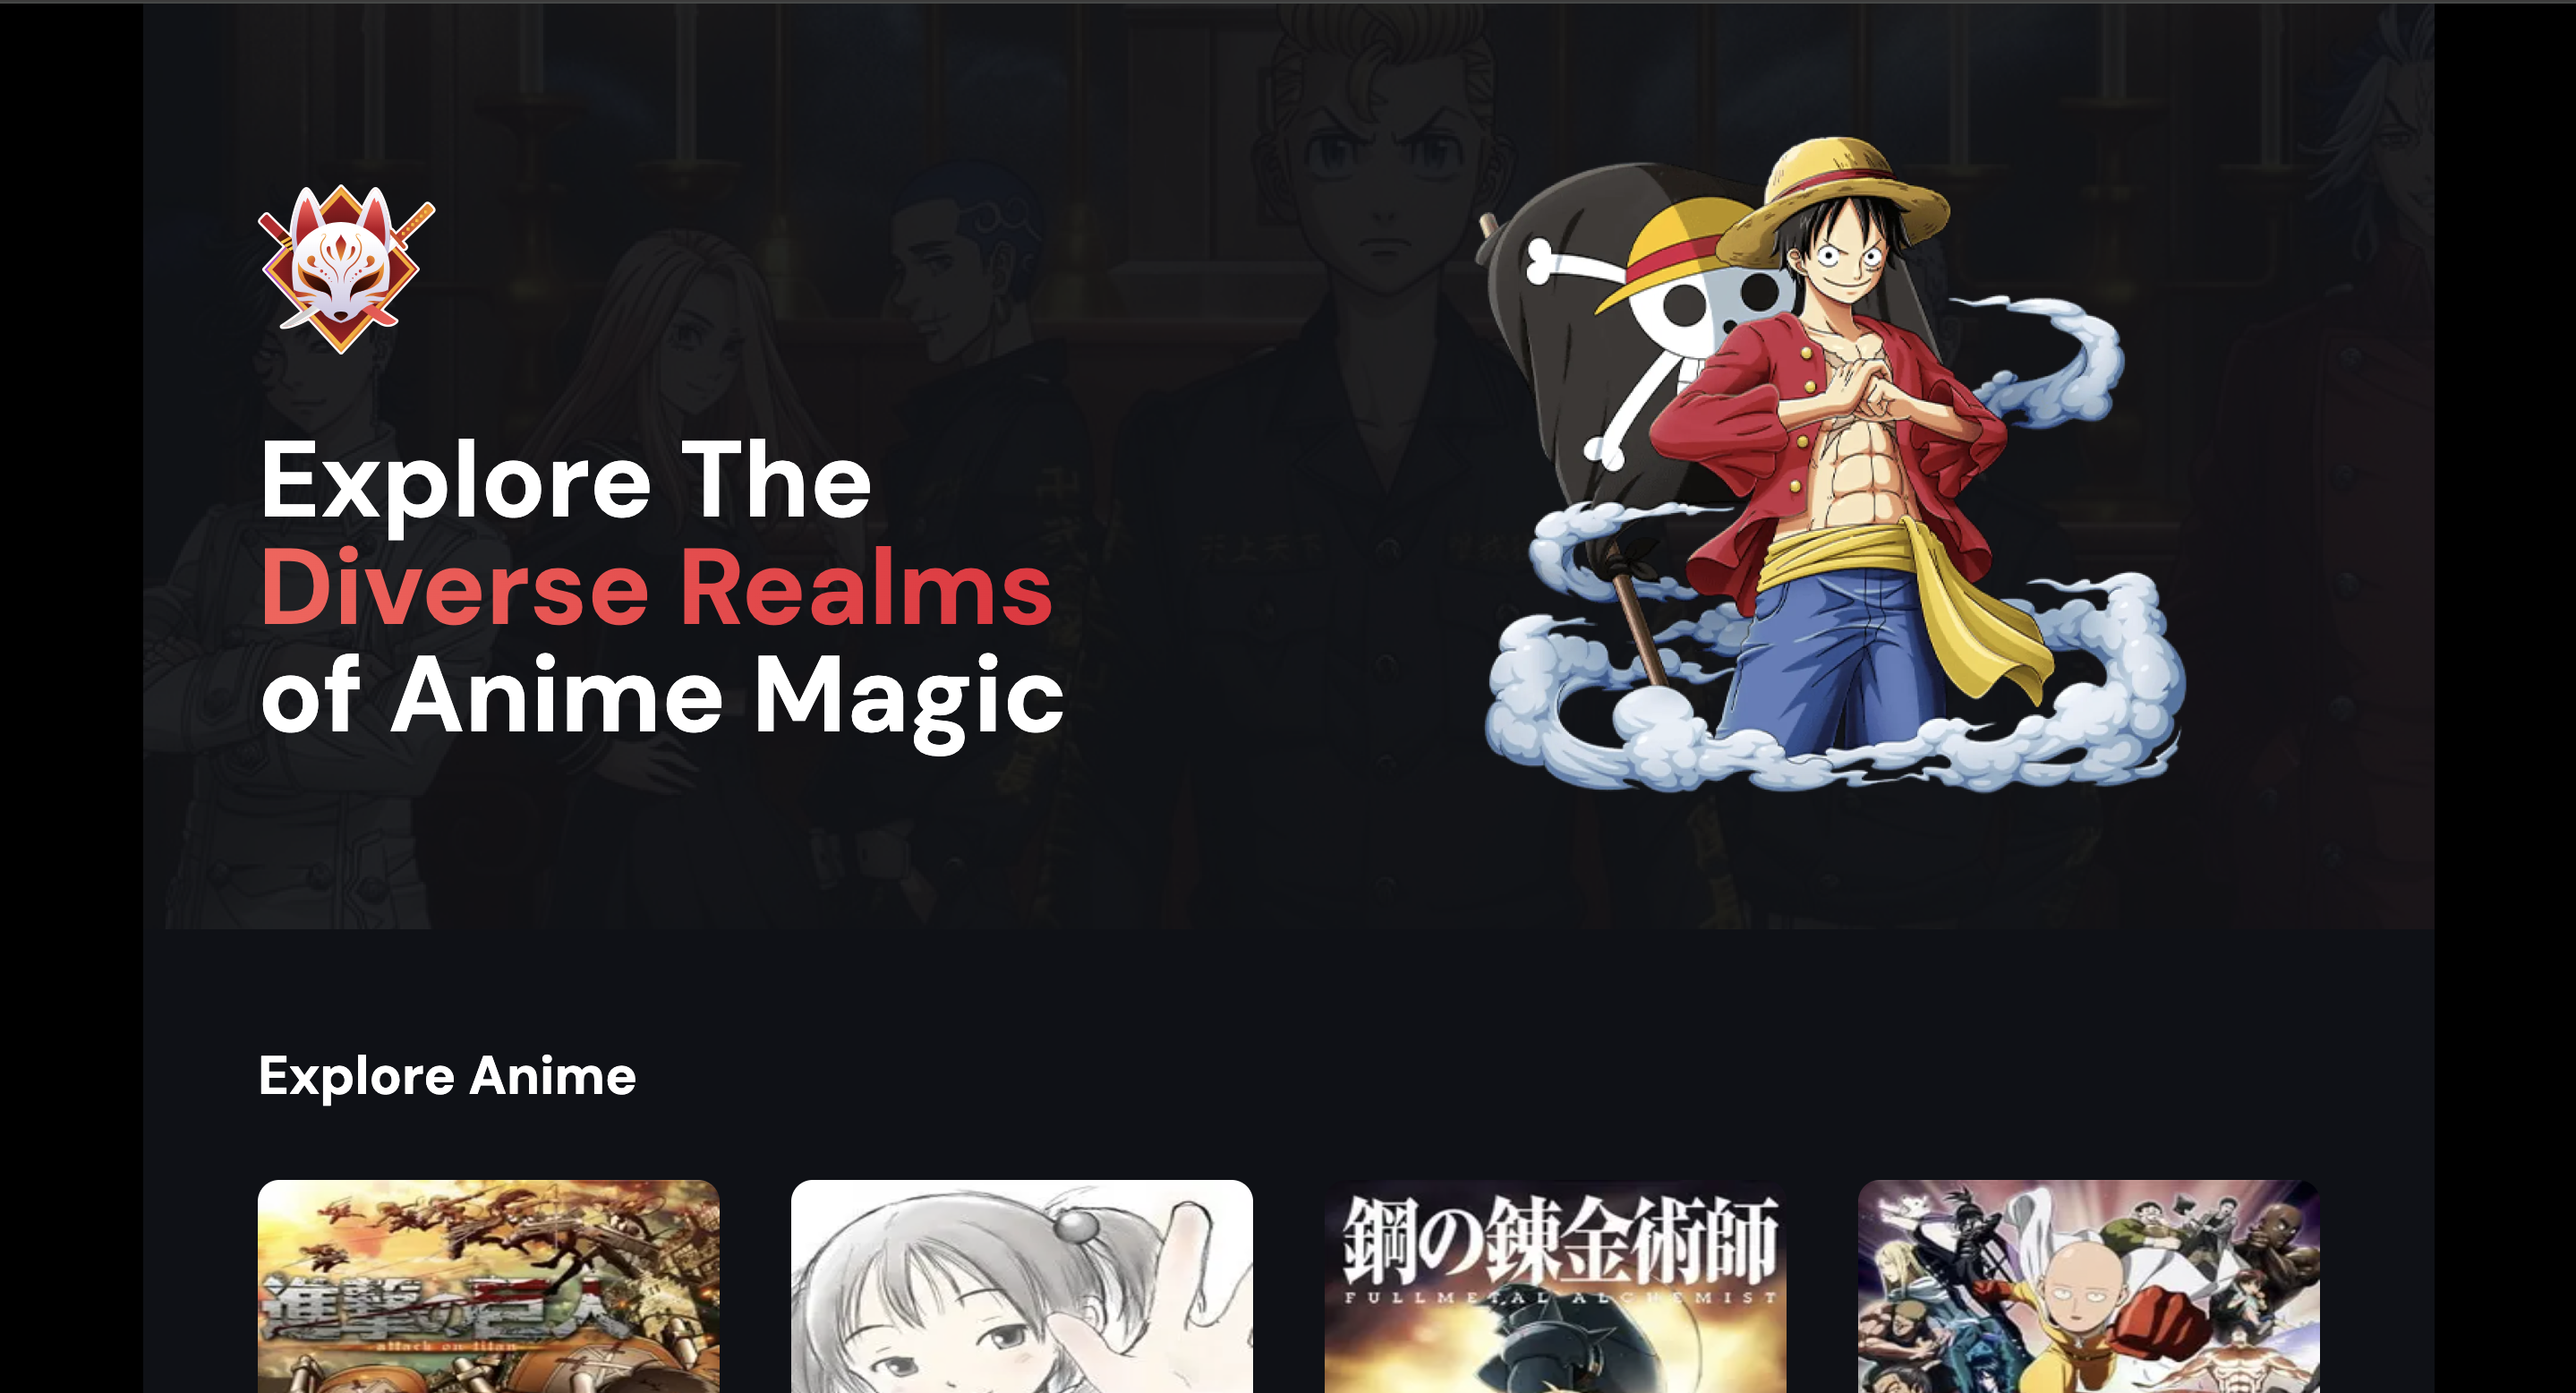 Explore The
Diverse Realms
of Anime Magic
Explore Anime
進撃の巨人
attack on titan
鋼の錬金術師
FULLMETAL ALCHEMIST